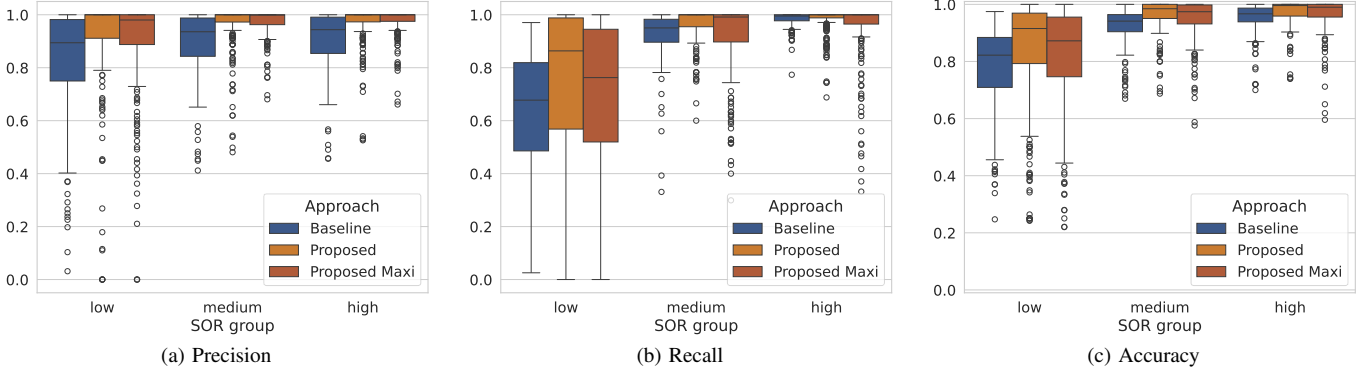 1.0
0.8
0.6
0.4
0.2
0.0
low
medium
high
SOR group
Approach
Baseline
Proposed
Proposed Maxi
(a) Precision
1.0
0.8
0.6
0.4
0.2
0.0
low
medium
high
SOR group
Approach
Baseline
Proposed
Proposed Maxi
(b) Recall
1.0
0.8
0.6
0.4
0.2
0.0
low
medium
high
SOR group
Approach
Baseline
Proposed
Proposed Maxi
(c) Accuracy